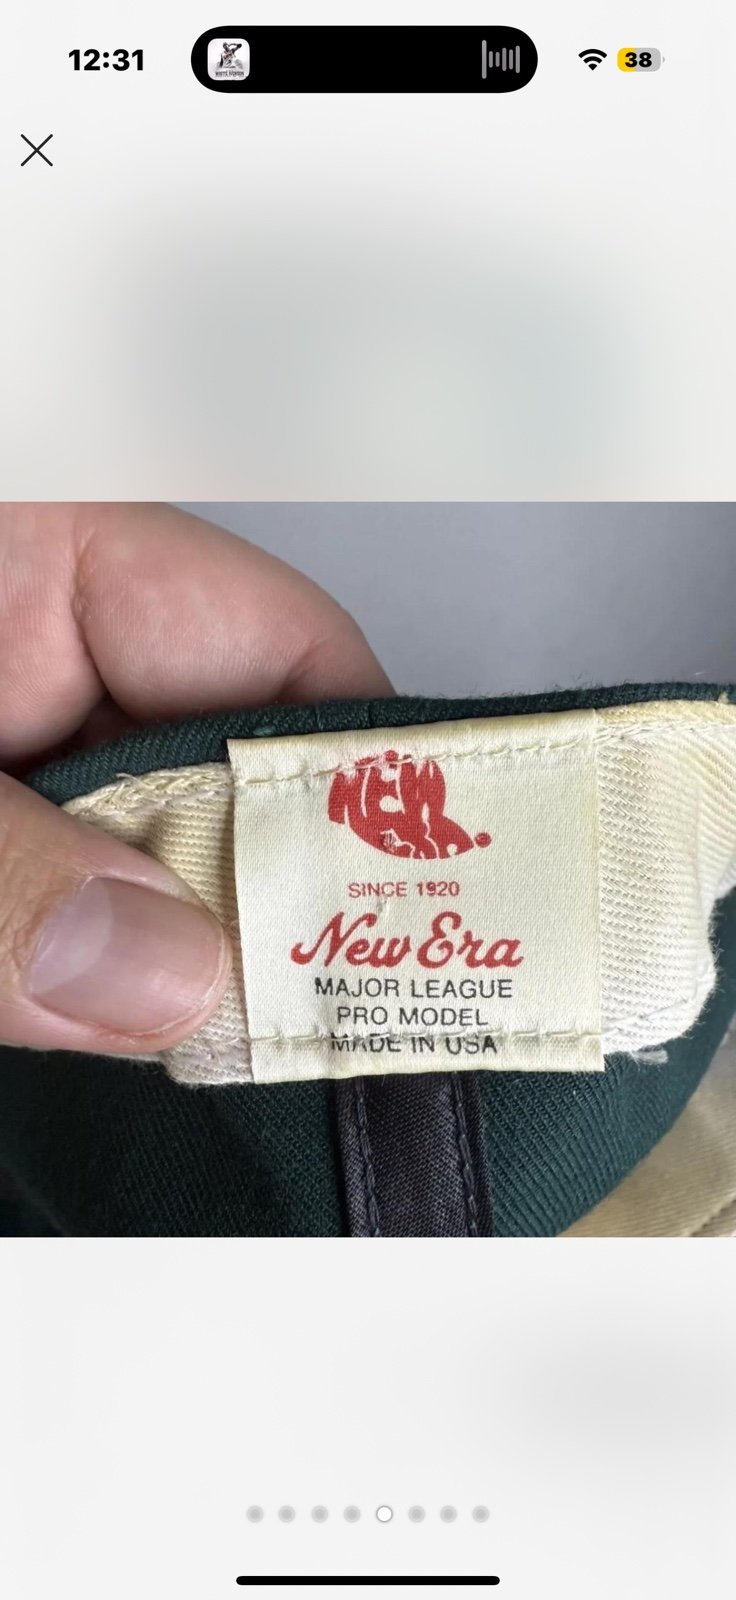 12:31
38
NEW
ERA
SINCE 1920
New Era
MAJOR LEAGUE
PRO MODEL
MADE IN USA